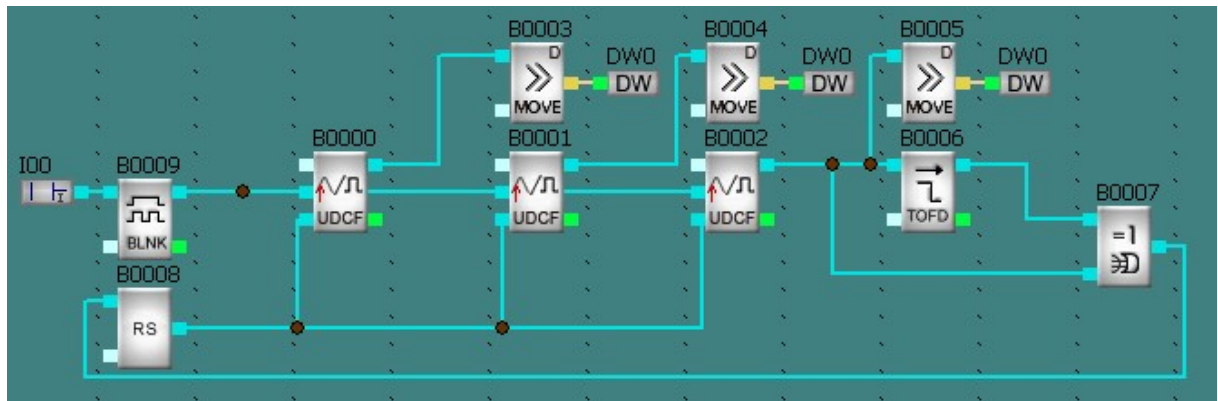 B0003
B0004
B0005
D
DW0
D
DW0
D
DW0
DW
DW
DW
MOVE
MOVE
MOVE
B0000
B0001
B0002
B0006
I00
B0009
B0007
UDCF
UDCF
UDCF
TOFD
BLNK
=1
B0008
RS